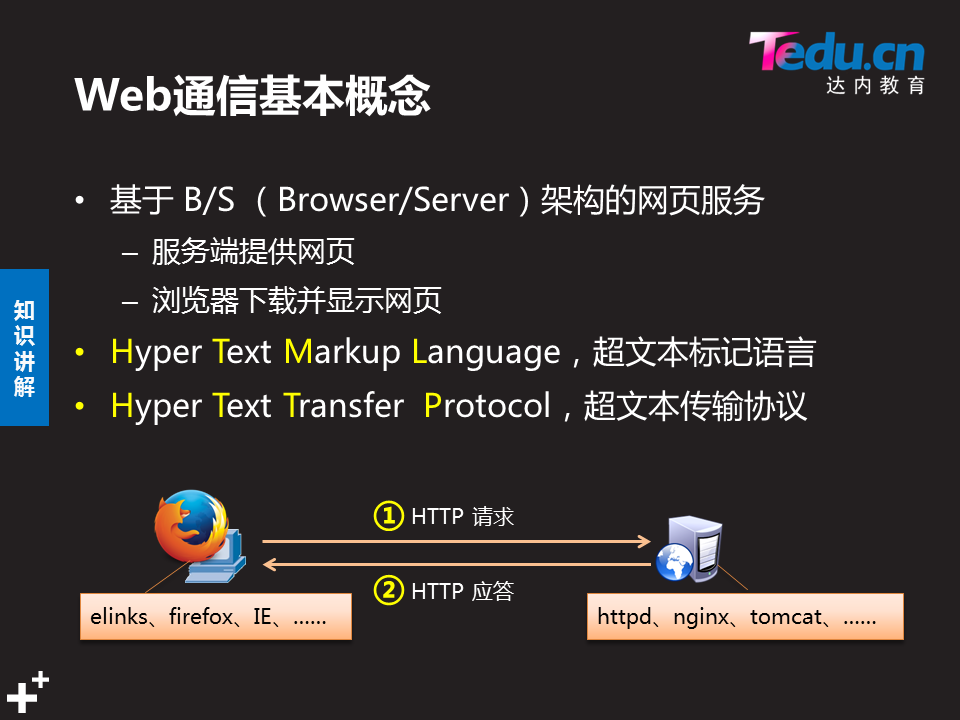 Tedu.cn
达内教育
Web通信基本概念
• 基于 B/S （Browser/Server）架构的网页服务
– 服务端提供网页
– 浏览器下载并显示网页
• Hyper Text Markup Language，超文本标记语言
• Hyper Text Transfer Protocol，超文本传输协议
知识讲解
① HTTP 请求
② HTTP 应答
elinks、firefox、IE、……
httpd、nginx、tomcat、……